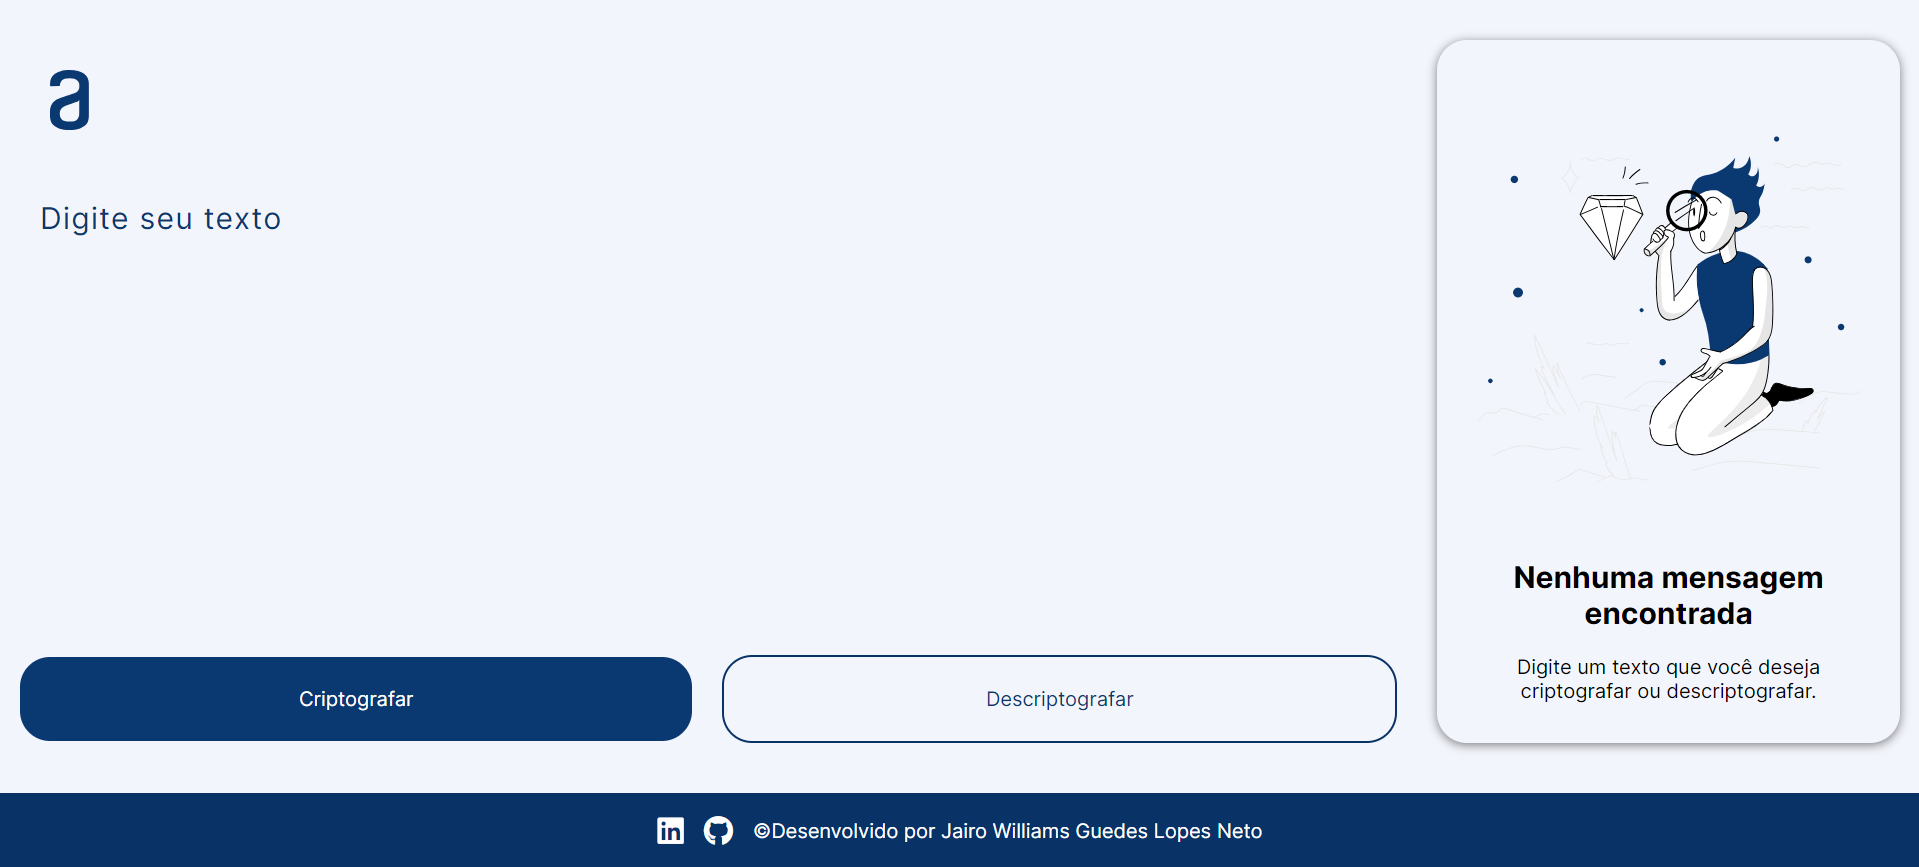 a
Digite seu texto
Criptografar
Descriptografar
Nenhuma mensagem
encontrada
Digite um texto que você deseja
criptografar ou descriptografar.
in ©Desenvolvido por Jairo Williams Guedes Lopes Neto